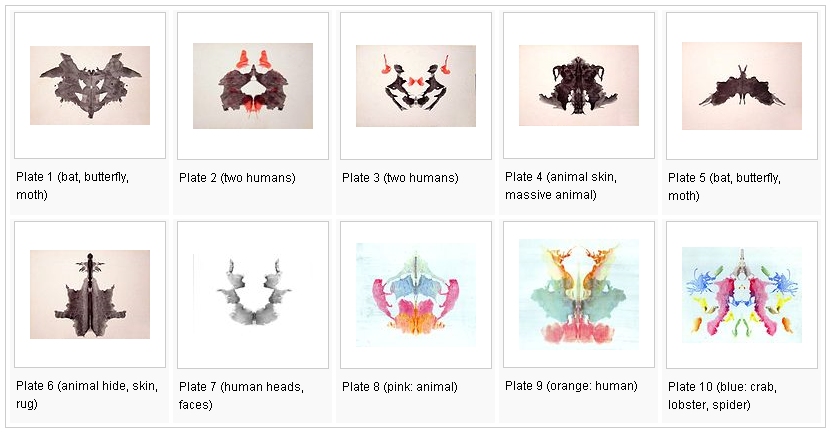 Plate 1 (bat, butterfly,
moth)
Plate 2 (two humans)
Plate 3 (two humans)
Plate 4 (animal skin,
massive animal)
Plate 5 (bat, butterfly,
moth)
Plate 6 (animal hide, skin,
rug)
Plate 7 (human heads,
faces)
Plate 8 (pink: animal)
Plate 9 (orange: human)
Plate 10 (blue: crab,
lobster, spider)